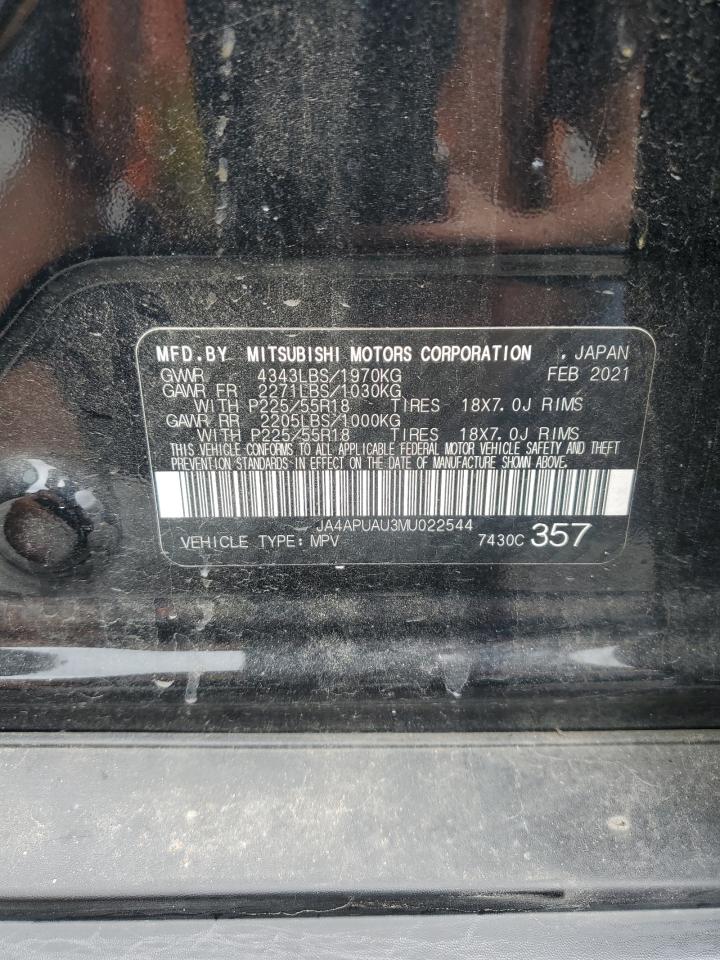 MFD.BY MITSUBISHI MOTORS CORPORATION , JAPAN
GVWR 4343LBS/1970KG FEB 2021
GAWR FR 2271LBS/1030KG
WITH P225/55R18 TIRES 18X7.0J RIMS
GAWR RR 2205LBS/1000KG
WITH P225/55R18 TIRES 18X7.0J RIMS
THIS VEHICLE CONFORMS TO ALL APPLICABLE FEDERAL MOTOR VEHICLE SAFETY AND THEFT
PREVENTION STANDARDS IN EFFECT ON THE DATE OF MANUFACTURE SHOWN ABOVE.
JA4APUAU3MU022544
VEHICLE TYPE: MPV 7430C 357